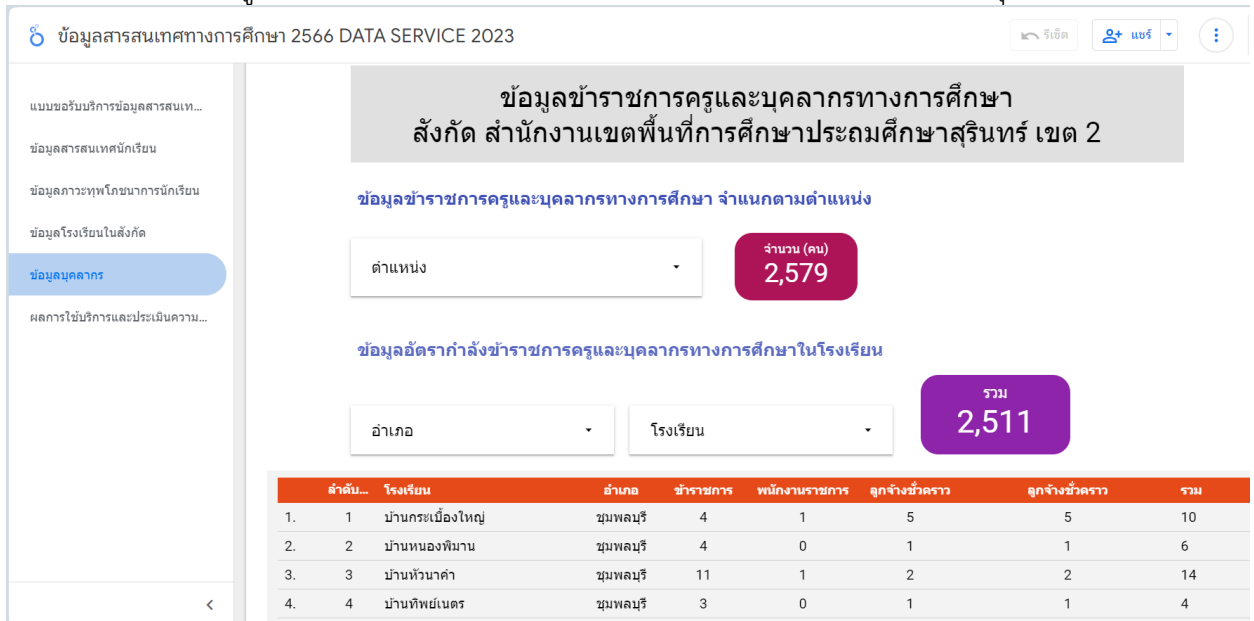 ข้อมูลสารสนเทศทางการศึกษา 2566 DATA SERVICE 2023
รีเซ็ต
แชร์
แบบขอรับบริการข้อมูลสารสนเท...
ข้อมูลสารสนเทศนักเรียน
ข้อมูลภาวะทุพโภชนาการนักเรียน
ข้อมูลโรงเรียนในสังกัด
ข้อมูลบุคลากร
ผลการใช้บริการและประเมินความ...
ข้อมูลข้าราชการครูและบุคลากรทางการศึกษา
สังกัด สำนักงานเขตพื้นที่การศึกษาประถมศึกษาสุรินทร์ เขต 2
ข้อมูลข้าราชการครูและบุคลากรทางการศึกษา จำแนกตามตำแหน่ง
ตำแหน่ง
จำนวน (คน)
2,579
ข้อมูลอัตรากำลังข้าราชการครูและบุคลากรทางการศึกษาในโรงเรียน
อำเภอ
โรงเรียน
รวม
2,511
ลำดับ... โรงเรียน อำเภอ ข้าราชการ พนักงานราชการ ลูกจ้างชั่วคราว ลูกจ้างชั่วคราว รวม
1. 1 บ้านกระเบื้องใหญ่ ชุมพลบุรี 4 1 5 5 10
2. 2 บ้านหนองพิมาน ชุมพลบุรี 4 0 1 1 6
3. 3 บ้านหัวนาคำ ชุมพลบุรี 11 1 2 2 14
4. 4 บ้านทิพย์เนตร ชุมพลบุรี 3 0 1 1 4